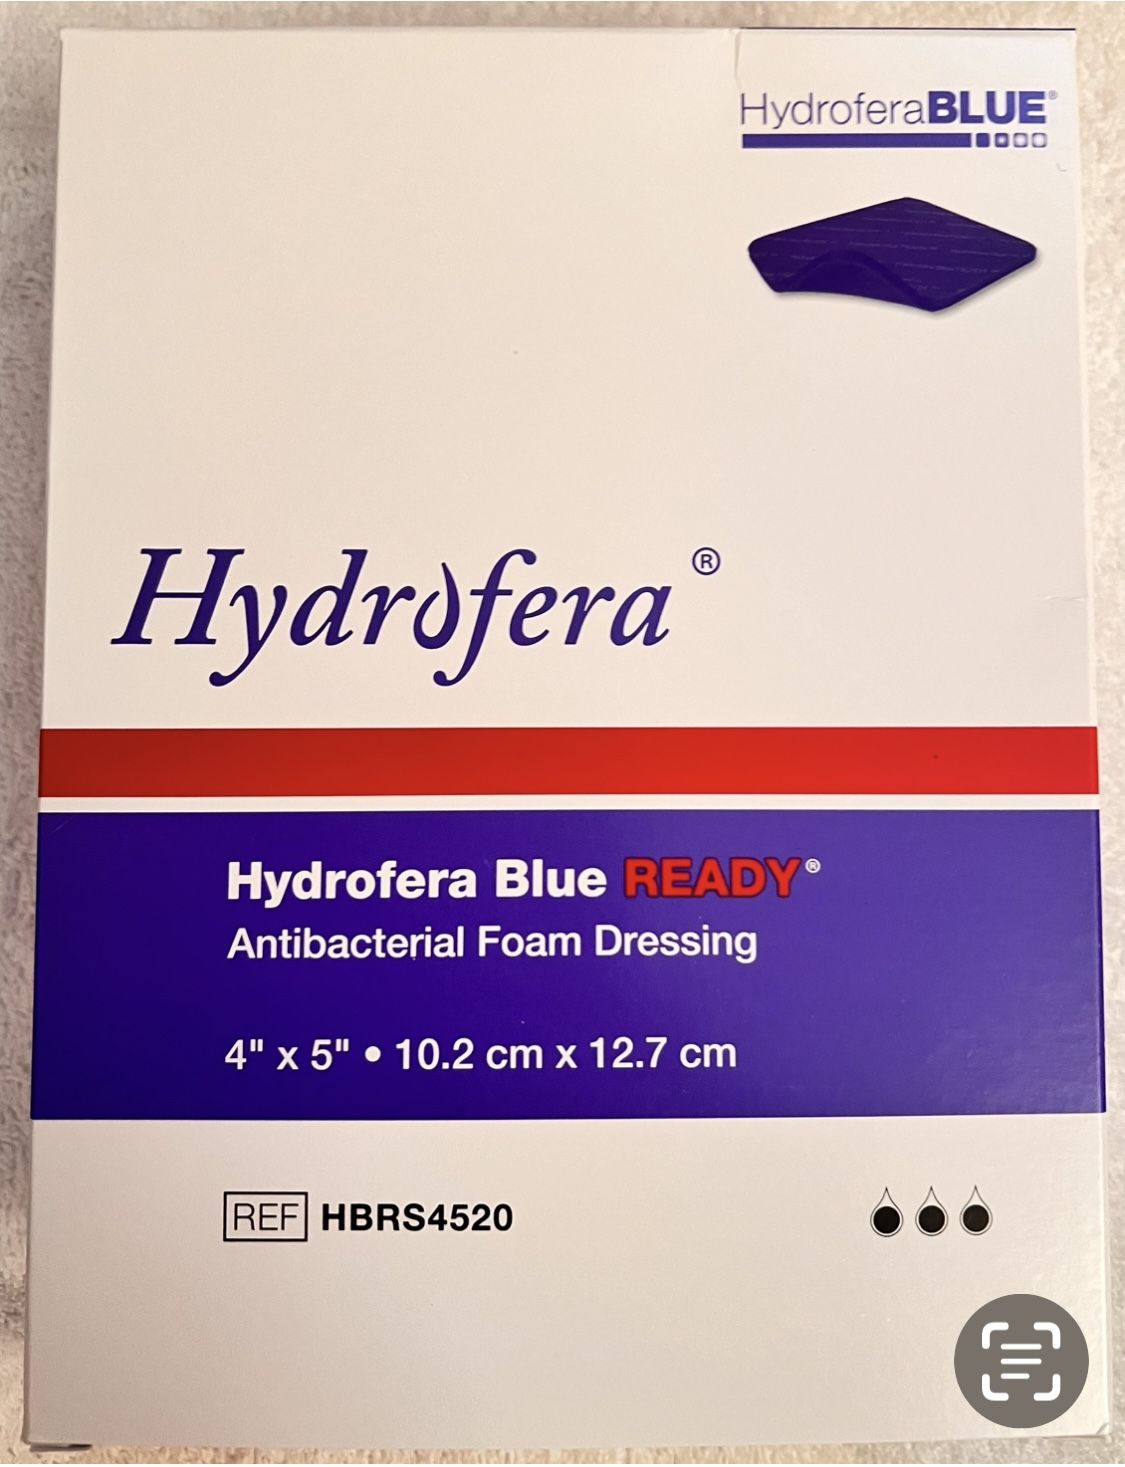 HydroferaBLUE®
Hydrofera®
Hydrofera Blue READY®
Antibacterial Foam Dressing
4" x 5" • 10.2 cm x 12.7 cm
REF HBRS4520